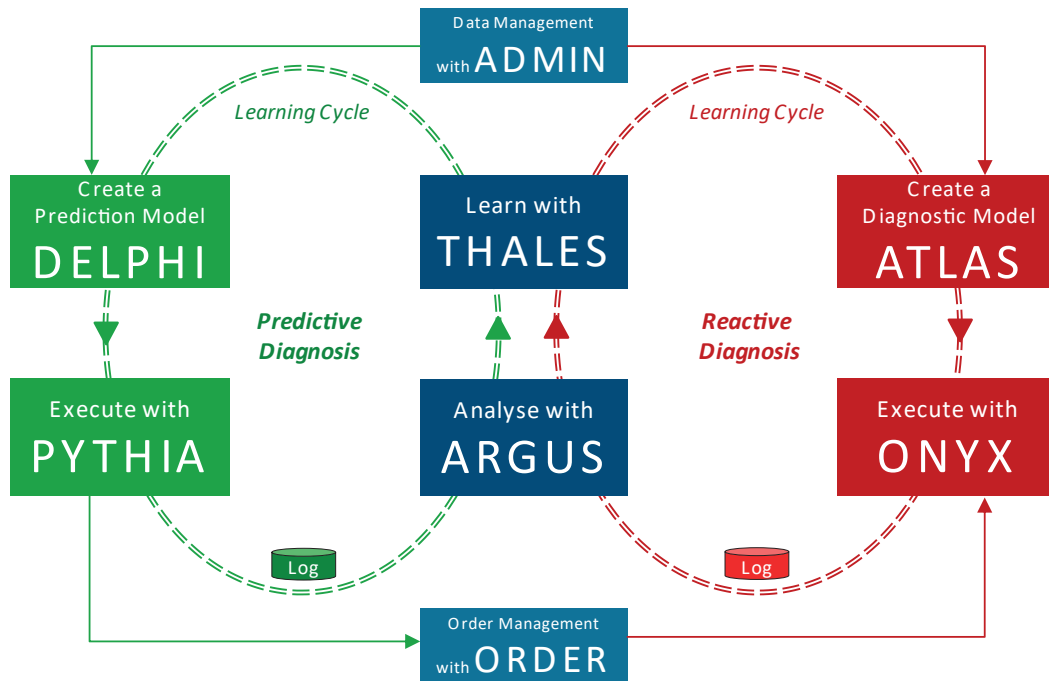 Data Management
with ADMIN
Learning Cycle
Learning Cycle
Create a
Prediction Model
DELPHI
Learn with
THALES
Create a
Diagnostic Model
ATLAS
Predictive
Diagnosis
Reactive
Diagnosis
Execute with
PYTHIA
Analyse with
ARGUS
Execute with
ONYX
Log
Log
Order Management
with ORDER